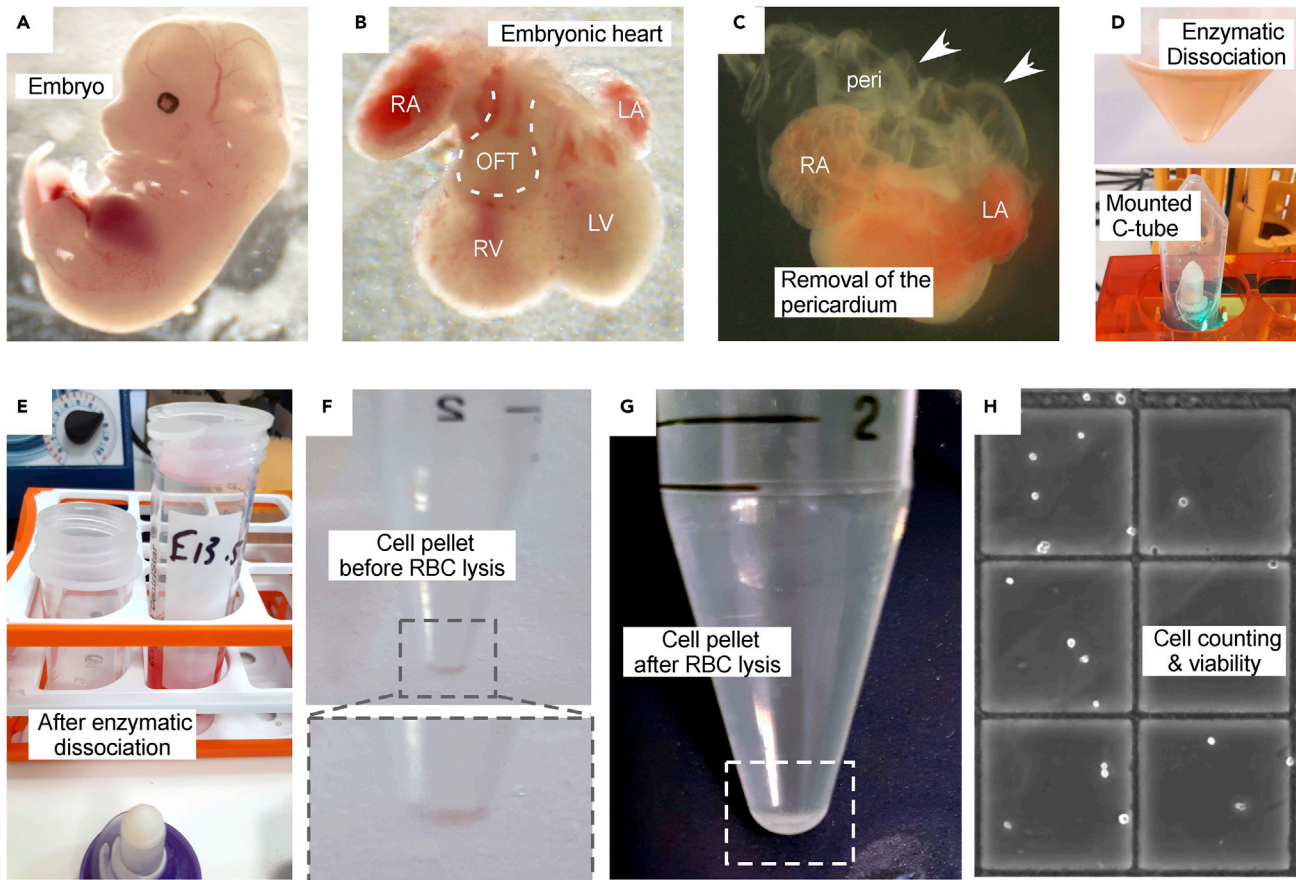 A
Embryo
B
Embryonic heart
RA
LA
OFT
RV
LV
C
peri
RA
LA
Removal of the
pericardium
D
Enzymatic
Dissociation
Mounted
C-tube
E
E13.5
After enzymatic
dissociation
F
2
Cell pellet
before RBC lysis
G
2
Cell pellet
after RBC lysis
H
Cell counting
& viability